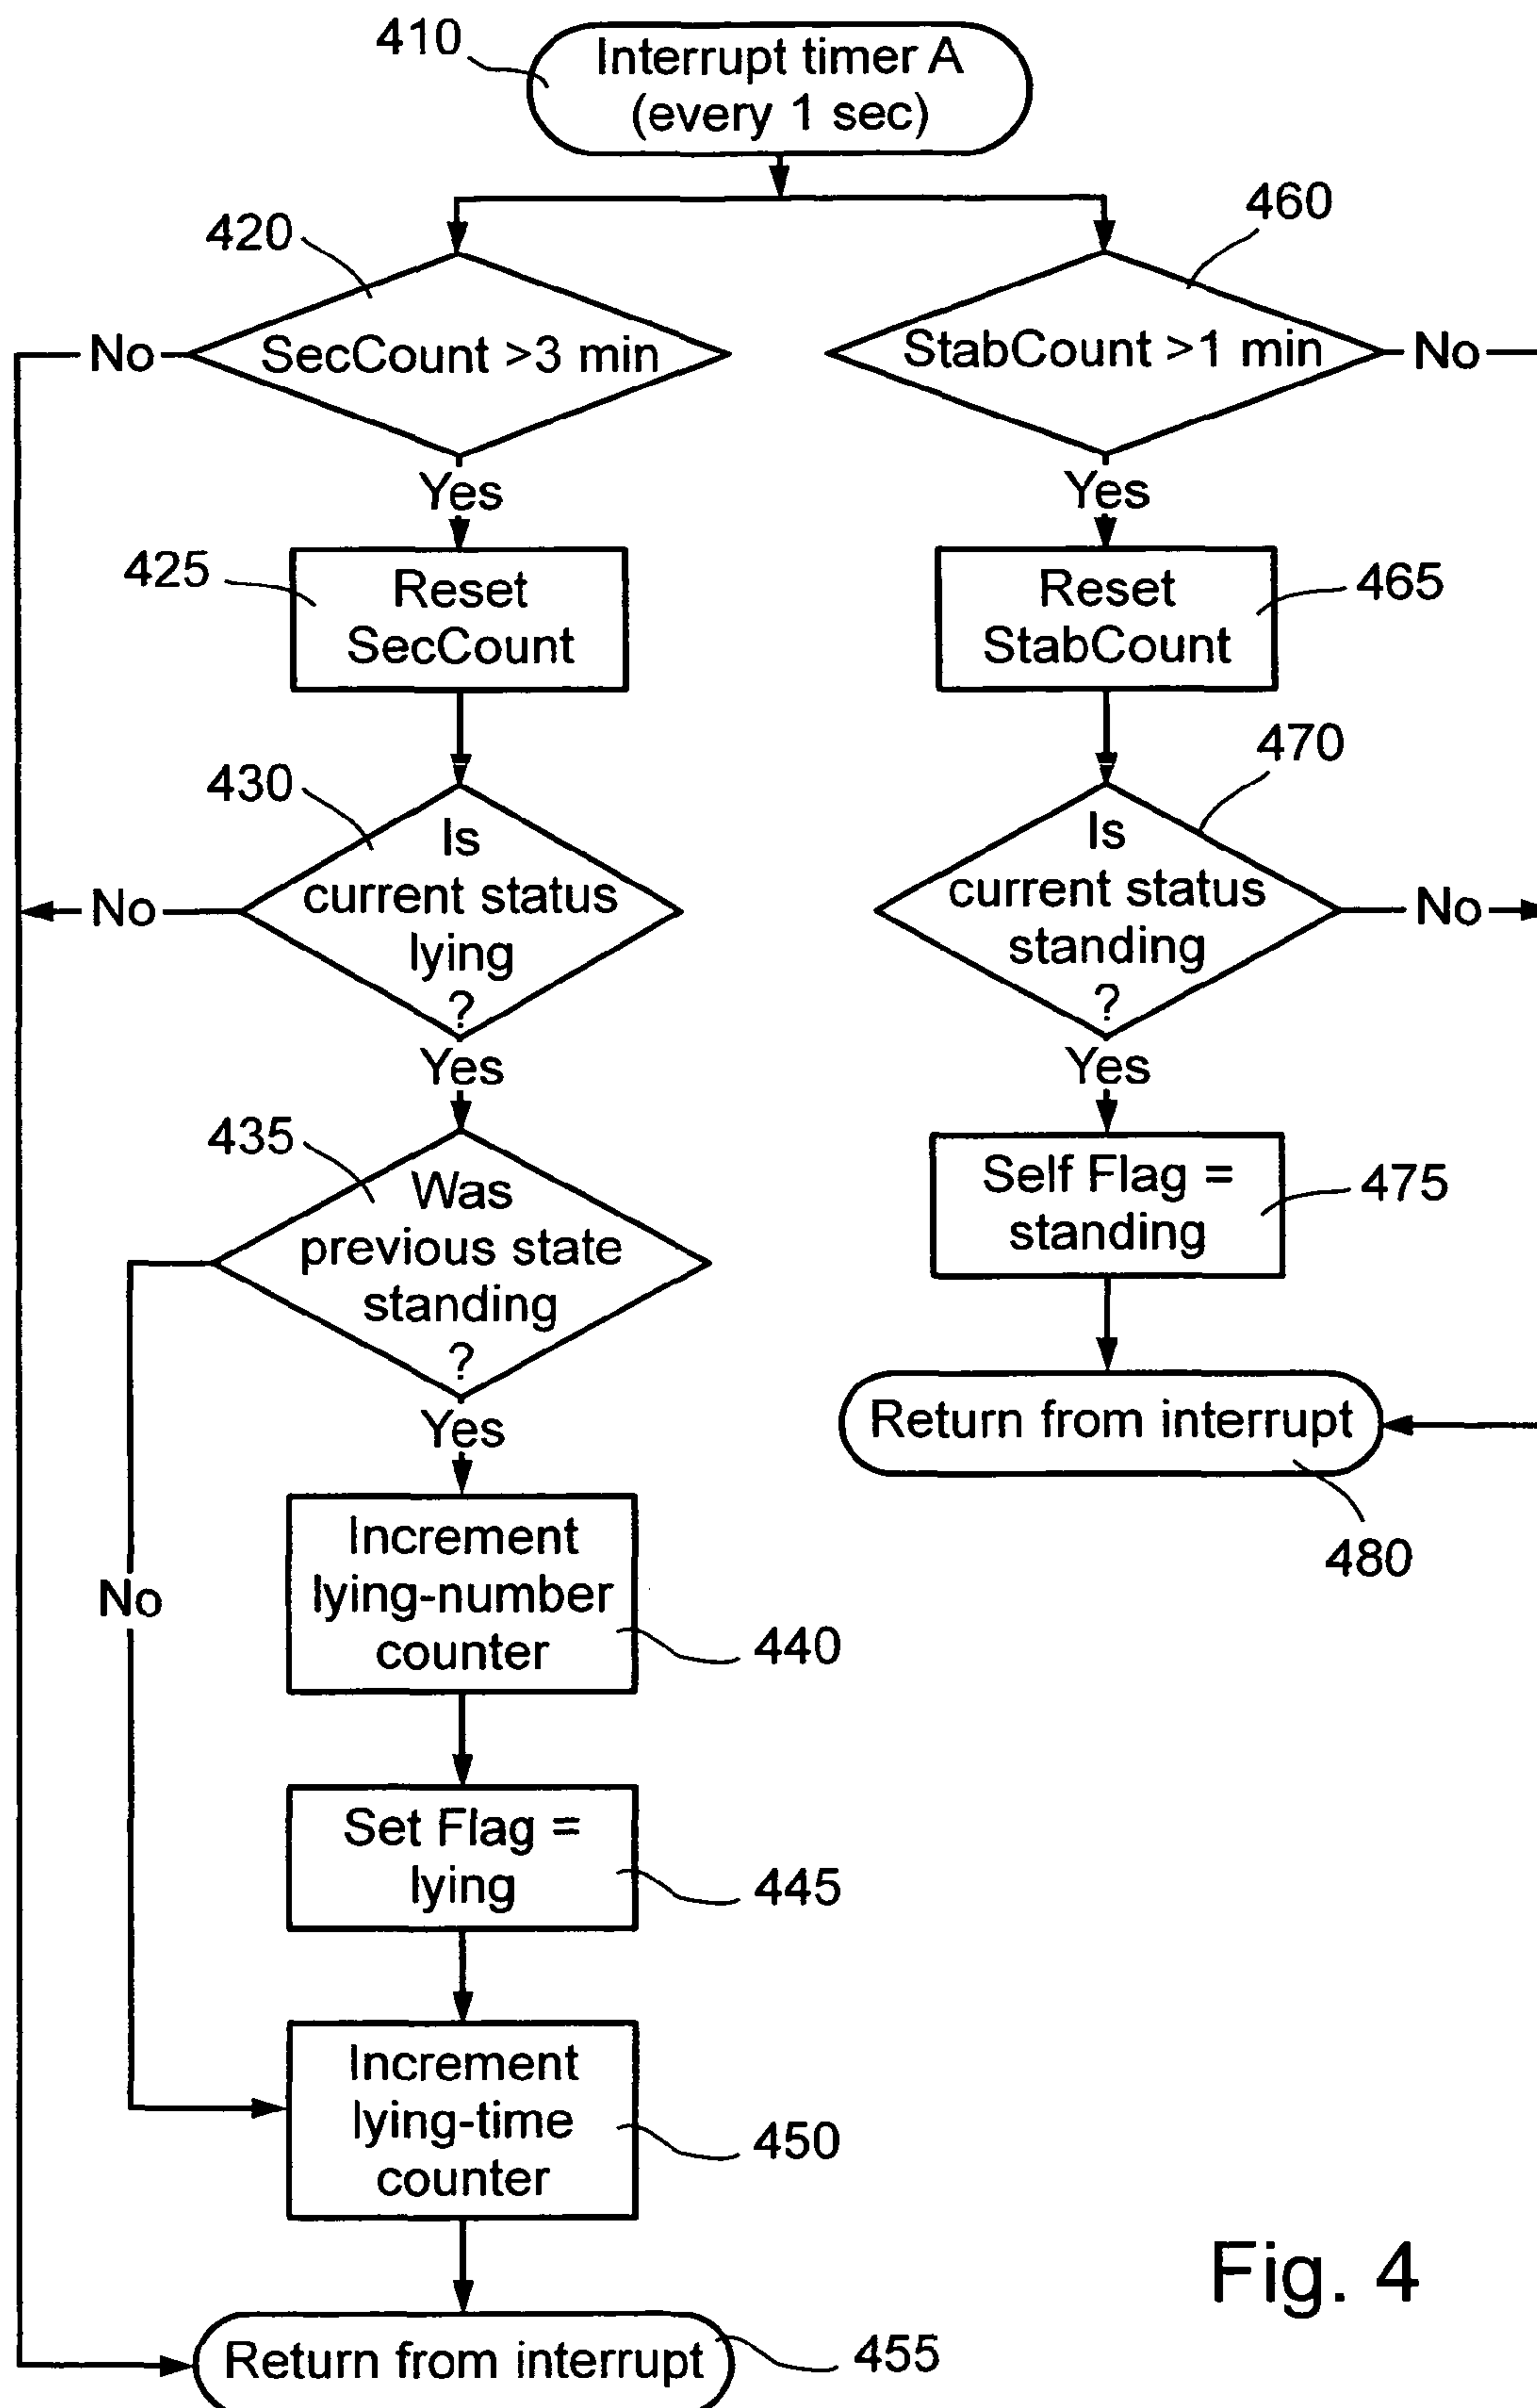 410
Interrupt timer A
(every 1 sec)
420
460
No
SecCount >3 min
StabCount >1 min
No
Yes
Yes
425
Reset
SecCount
Reset
StabCount
465
430
470
Is
current status
lying
?
No
Is
current status
standing
?
No
Yes
Yes
435
Was
previous state
standing
?
Self Flag =
standing
475
Yes
Return from interrupt
480
No
Increment
lying-number
counter
440
Set Flag =
lying
445
Increment
lying-time
counter
450
Fig. 4
Return from interrupt
455